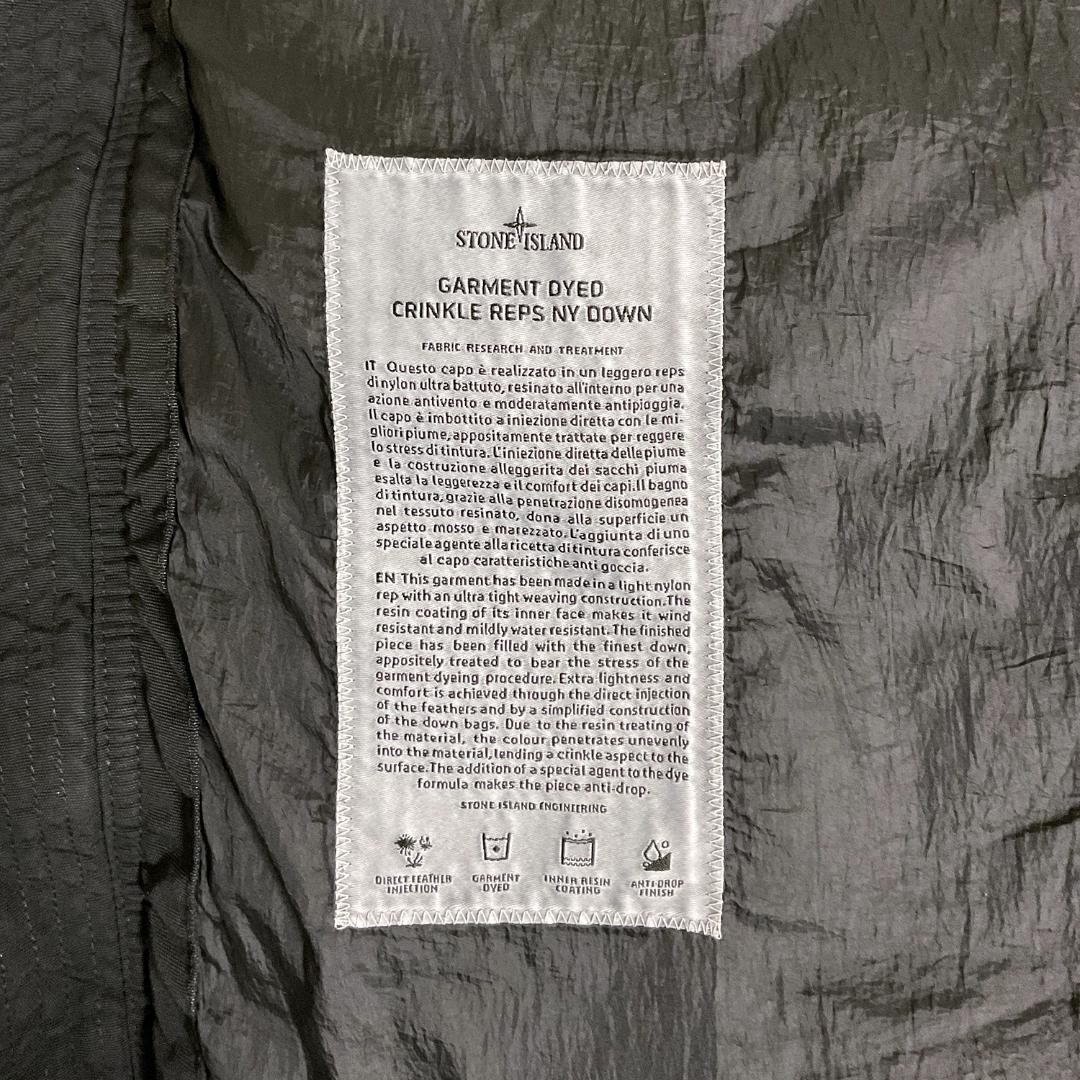 STONE ISLAND
GARMENT DYED
CRINKLE REPS NY DOWN
FABRIC RESEARCH AND TREATMENT
IT Questo capo è realizzato in un leggero reps
di nylon ultra battuto, resinato all'interno per una
azione antivento e moderatamente antipioggia.
Il capo è imbottito a iniezione diretta con le mi-
gliori piume, appositamente trattate per reggere
lo stress di tintura. L'iniezione diretta delle piume
e la costruzione alleggerita dei sacchi piuma
esalta la leggerezza e il comfort dei capi. Il bagno
di tintura, grazie alla penetrazione disomogenea
nel tessuto resinato, dona alla superficie un
aspetto mosso e marezzato. L'aggiunta di uno
speciale agente alla ricetta di tintura conferisce
al capo caratteristiche anti goccia.
EN This garment has been made in a light nylon
rep with an ultra tight weaving construction. The
resin coating of its inner face makes it wind
resistant and mildly water resistant. The finished
piece has been filled with the finest down,
appositely treated to bear the stress of the
garment dyeing procedure. Extra lightness and
comfort is achieved through the direct injection
of the feathers and by a simplified construction
of the down bags. Due to the resin treating of
the material, the colour penetrates unevenly
into the material, lending a crinkle aspect to the
surface. The addition of a special agent to the dye
formula makes the piece anti-drop.
STONE ISLAND ENGINEERING
DIRECT FEATHER
INJECTION
GARMENT
DYED
INNER RESIN
COATING
ANTI-DROP
FINISH